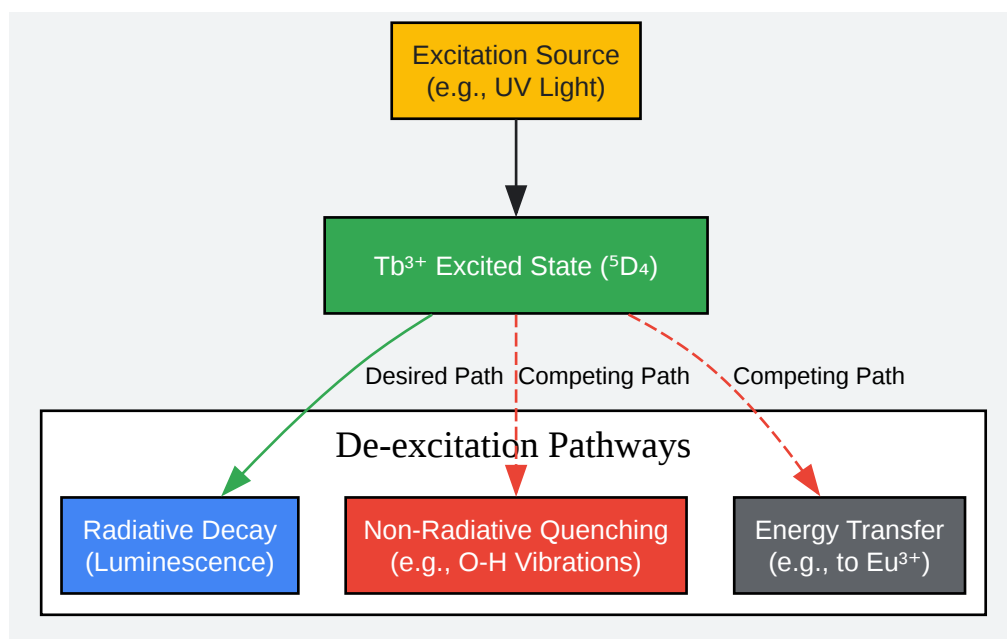 Excitation Source
(e.g., UV Light)
Tb³⁺ Excited State (⁵D₄)
Desired Path
Competing Path
Competing Path
De-excitation Pathways
Radiative Decay
(Luminescence)
Non-Radiative Quenching
(e.g., O-H Vibrations)
Energy Transfer
(e.g., to Eu³⁺)